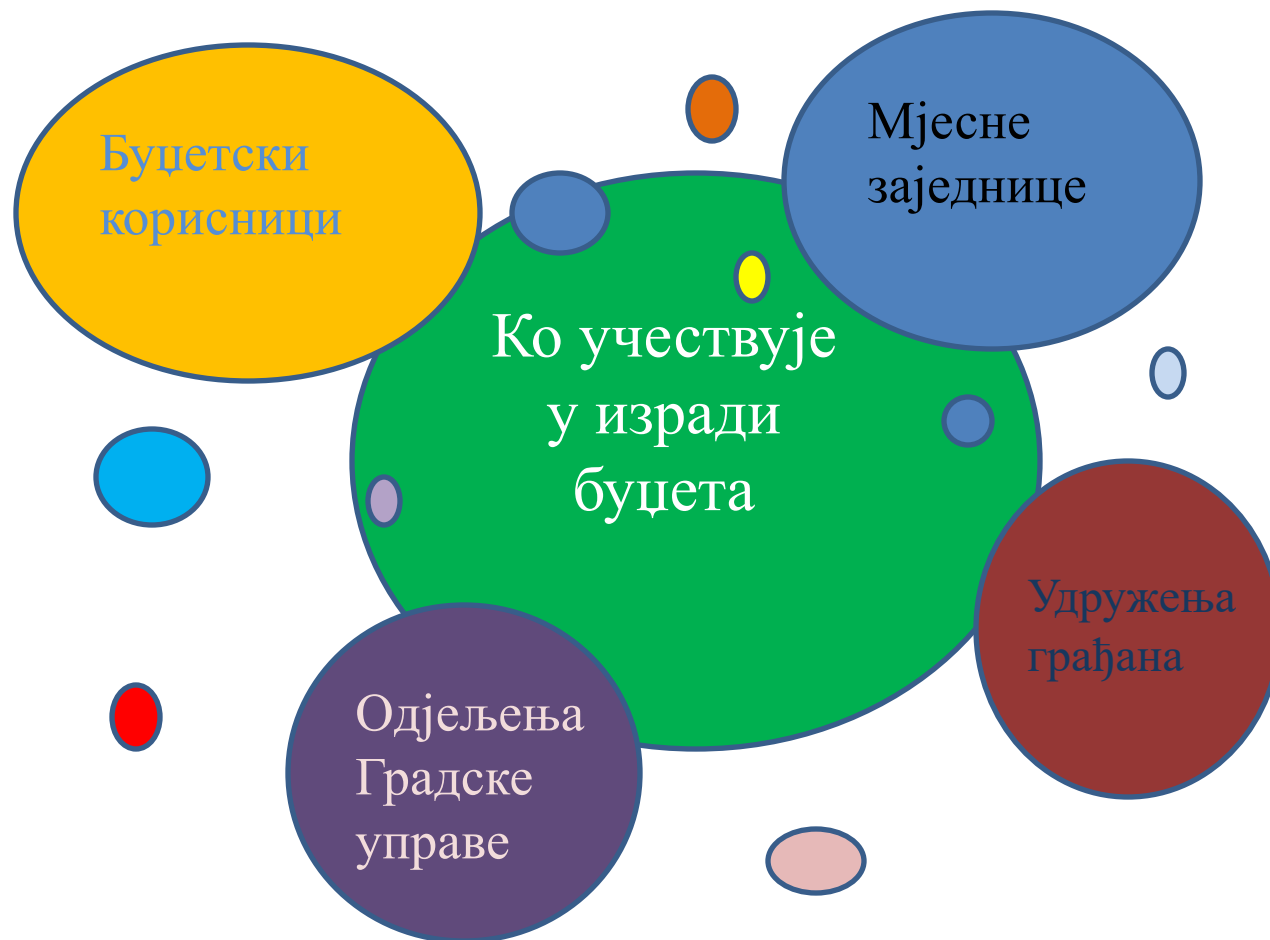 Буџетски
корисници
Мјесне
заједнице
Ко учествује
у изради
буџета
Удружења
грађана
Одјељења
Градске
управе